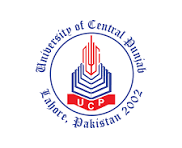 University of Central Punjab
UCP
Lahore, Pakistan 2002